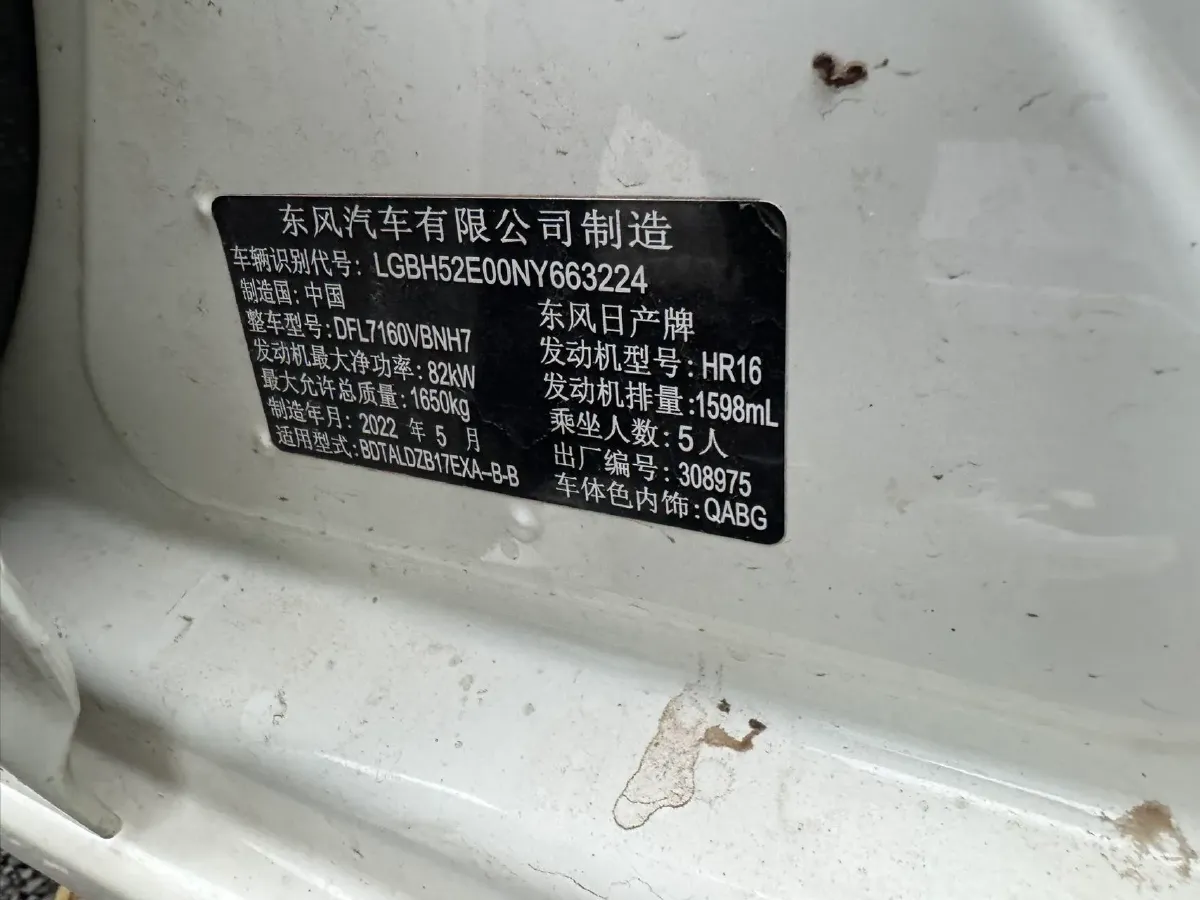 东风汽车有限公司制造
车辆识别代号: LGBH52E00NY663224
制造国: 中国
东风日产牌
整车型号: DFL7160VBNH7
发动机型号: HR16
发动机最大净功率: 82kW
发动机排量: 1598mL
最大允许总质量: 1650kg
乘坐人数: 5 人
制造年月: 2022 年 5 月
出厂编号: 308975
适用型式: BDTALDZB17EXA-B-B
车体色内饰: QABG